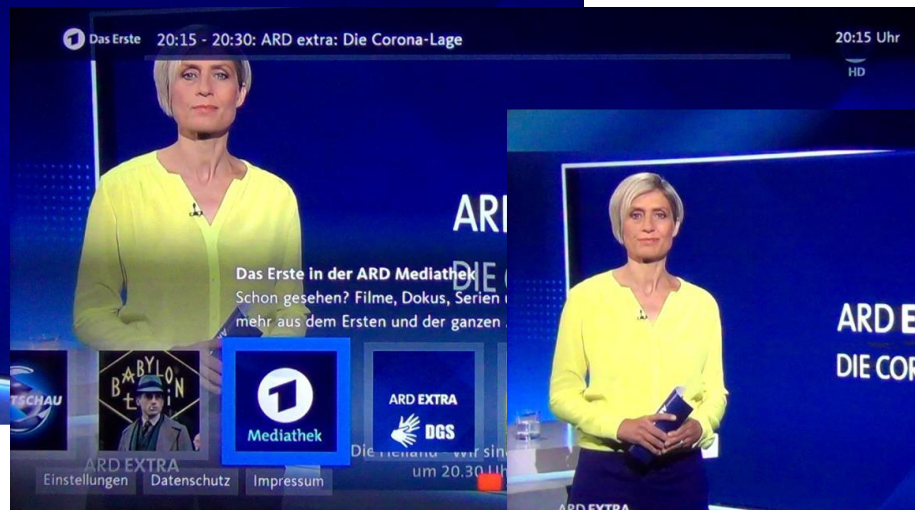 Das Erste 20:15 - 20:30: ARD extra: Die Corona-Lage 20:15 Uhr
HD
ARD E
DIE COR
Das Erste in der ARD Mediathek
Schon gesehen? Filme, Dokus, Serien
mehr aus dem Ersten und der ganzen
TSCHAU
BABYLON
Mediathek
ARD EXTRA
DGS
um 20.30 Uh
ARD EXTRA
Einstellungen Datenschutz Impressum
ARD EXTRA